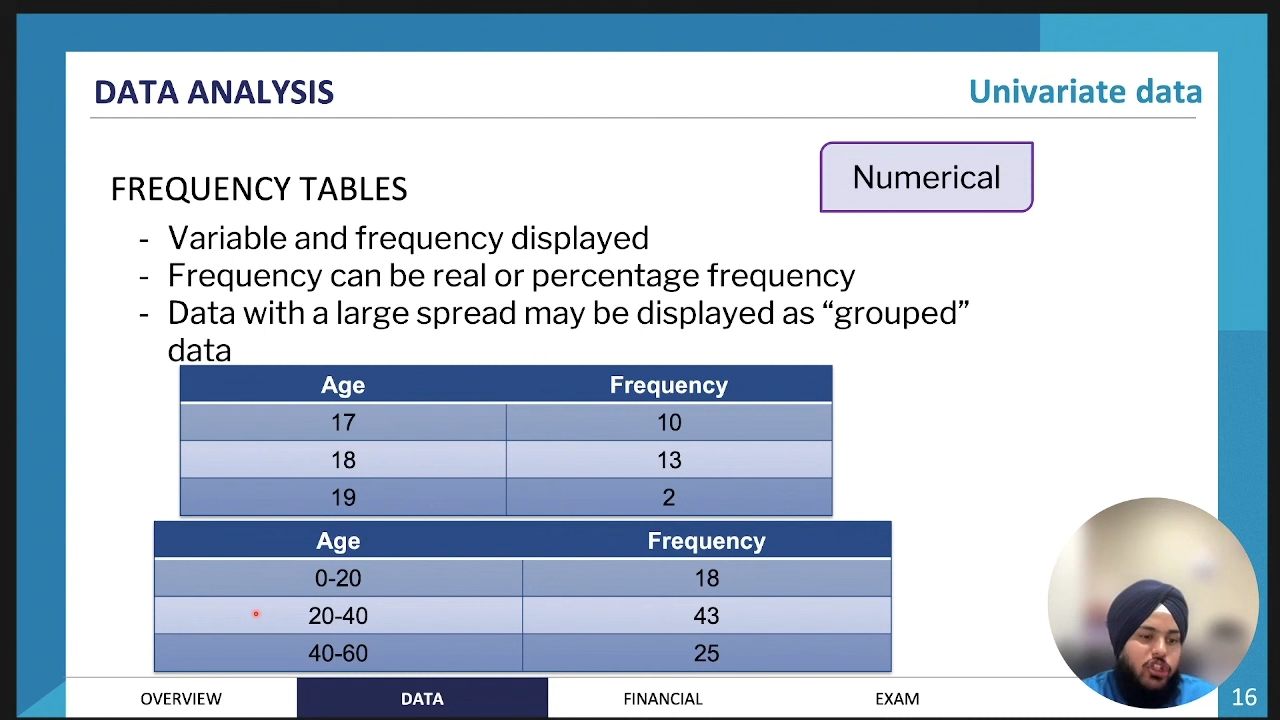 DATA ANALYSIS
Univariate data
Numerical
FREQUENCY TABLES
- Variable and frequency displayed
- Frequency can be real or percentage frequency
- Data with a large spread may be displayed as “grouped”
data
Age Frequency
17 10
18 13
19 2
Age Frequency
0-20 18
20-40 43
40-60 25
OVERVIEW DATA FINANCIAL EXAM
16